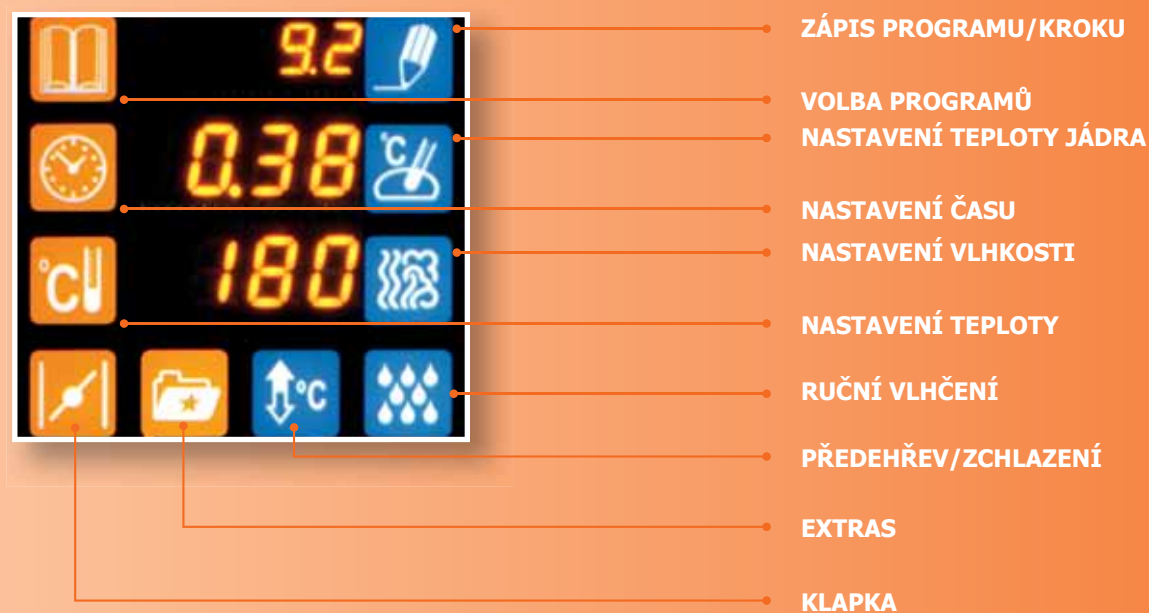 9.2
ZÁPIS PROGRAMU/KROKU
VOLBA PROGRAMŮ
0.38
°C
NASTAVENÍ TEPLOTY JÁDRA
NASTAVENÍ ČASU
°C
180
NASTAVENÍ VLHKOSTI
NASTAVENÍ TEPLOTY
°C
RUČNÍ VLHČENÍ
PŘEDEHŘEV/ZCHLAZENÍ
EXTRAS
KLAPKA